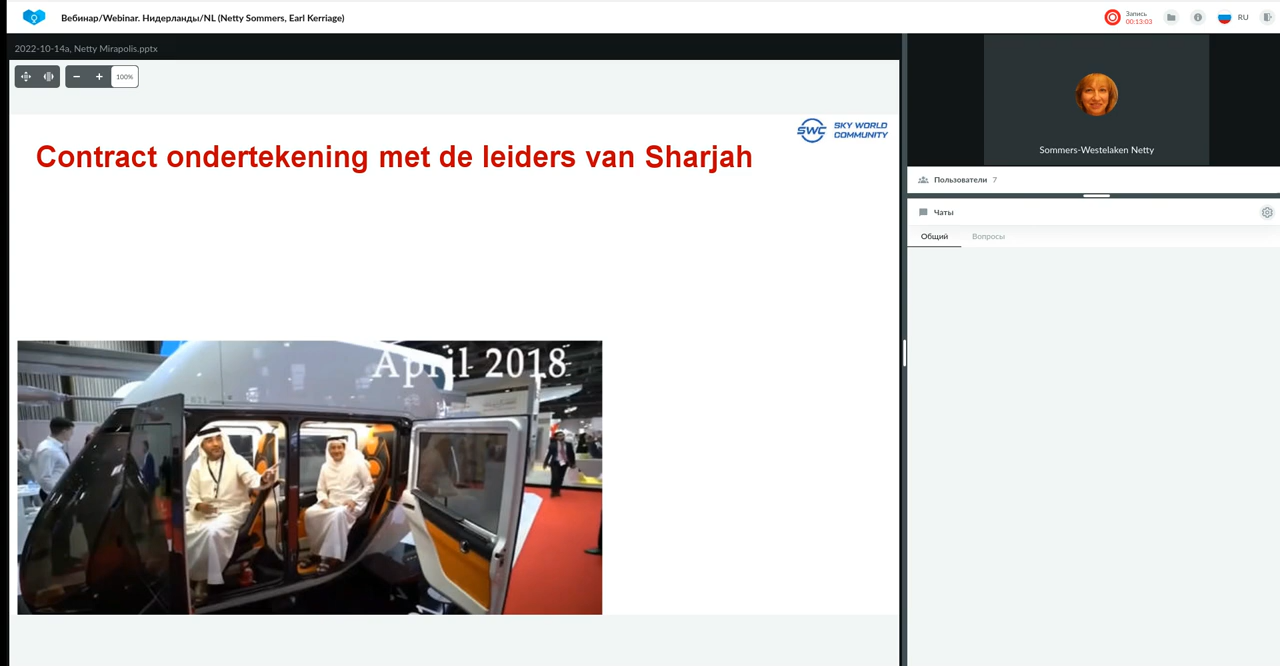 Вебинар/Webinar. Нидерланды/NL (Netty Sommers, Earl Kerriage)
Запись
00:13:03
RU
2022-10-14a, Netty Mirapolis.pptx
100%
SWC SKY WORLD
COMMUNITY
Contract ondertekening met de leiders van Sharjah
April 2018
Sommers-Westelaken Netty
Пользователи 7
Чаты
Общий Вопросы